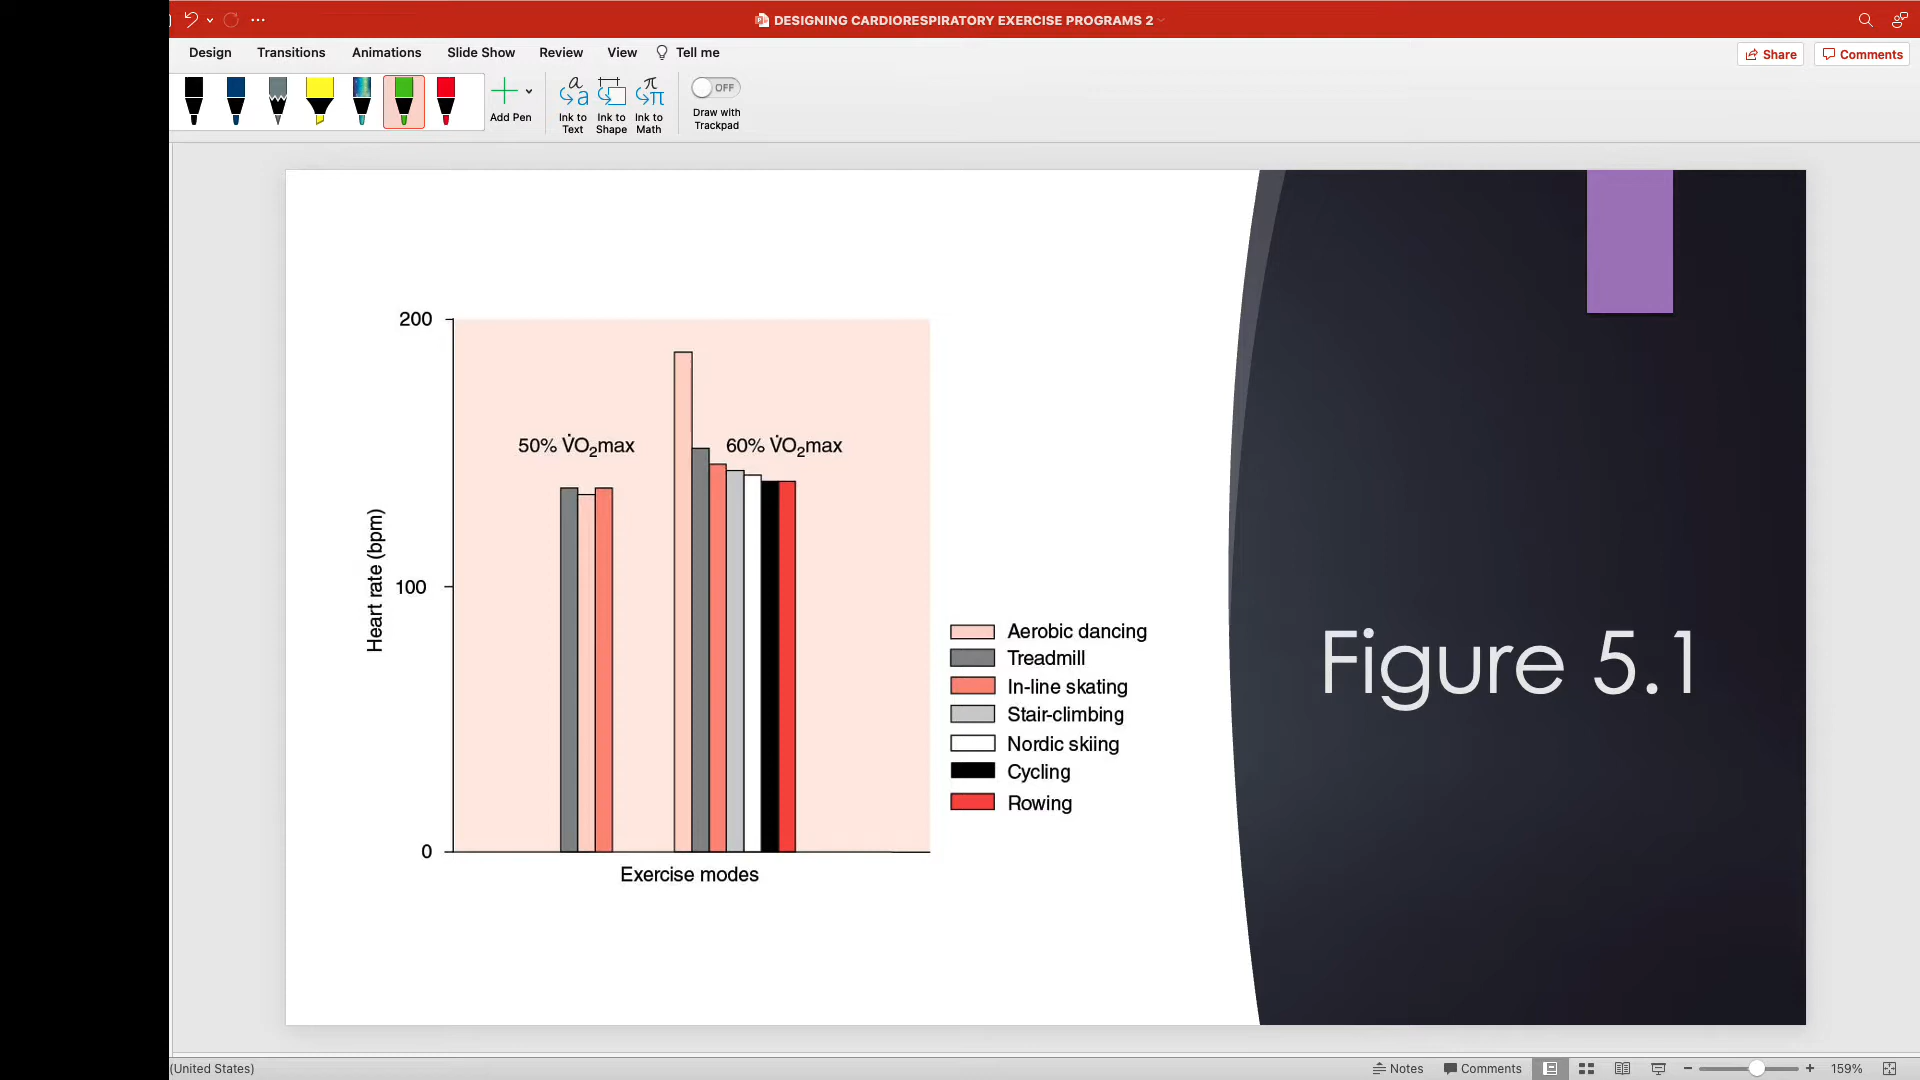 DESIGNING CARDIORESPIRATORY EXERCISE PROGRAMS 2
Design Transitions Animations Slide Show Review View Tell me
Share Comments
Add Pen
Ink to Text
Ink to Shape
Ink to Math
OFF
Draw with Trackpad
200
50% V̇O₂max 60% V̇O₂max
Heart rate (bpm)
100
0
Exercise modes
Aerobic dancing
Treadmill
In-line skating
Stair-climbing
Nordic skiing
Cycling
Rowing
Figure 5.1
(United States)
Notes Comments 159%